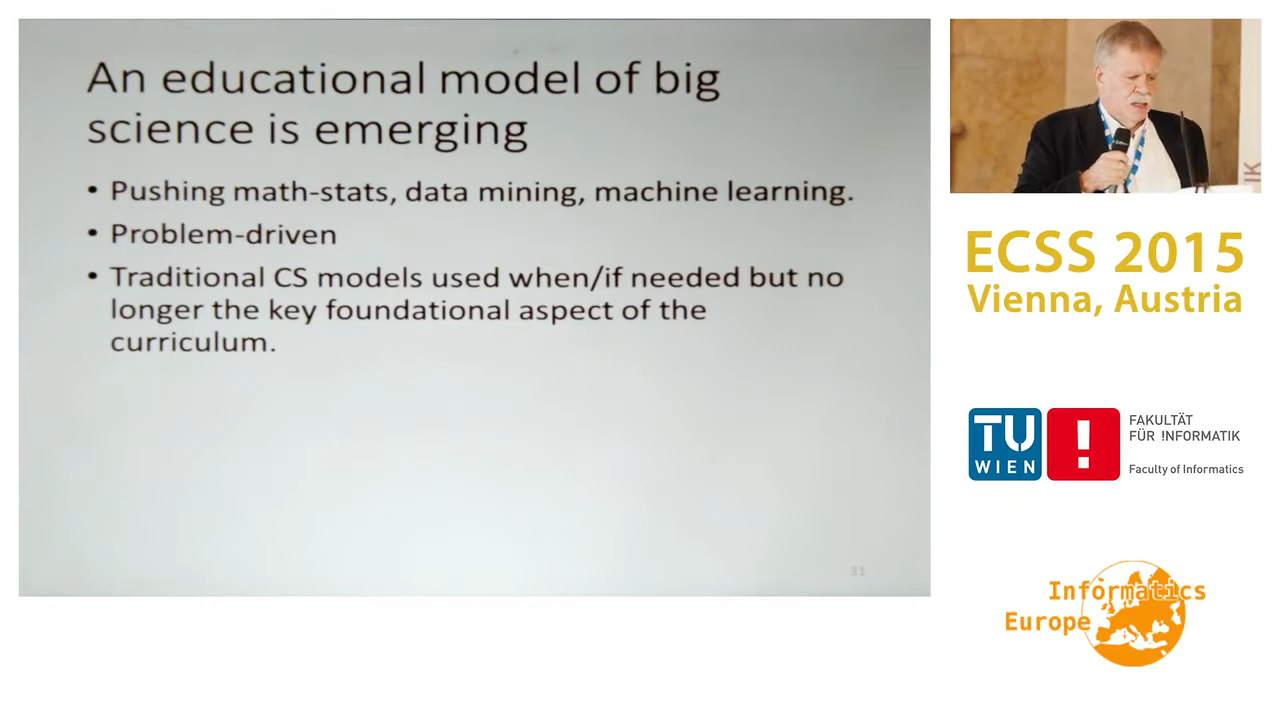 An educational model of big
science is emerging
• Pushing math-stats, data mining, machine learning.
• Problem-driven
• Traditional CS models used when/if needed but no
longer the key foundational aspect of the
curriculum.
31
IK
ECSS 2015
Vienna, Austria
TU
WIEN
!
FAKULTÄT
FÜR !NFORMATIK
Faculty of Informatics
Informatics
Europe